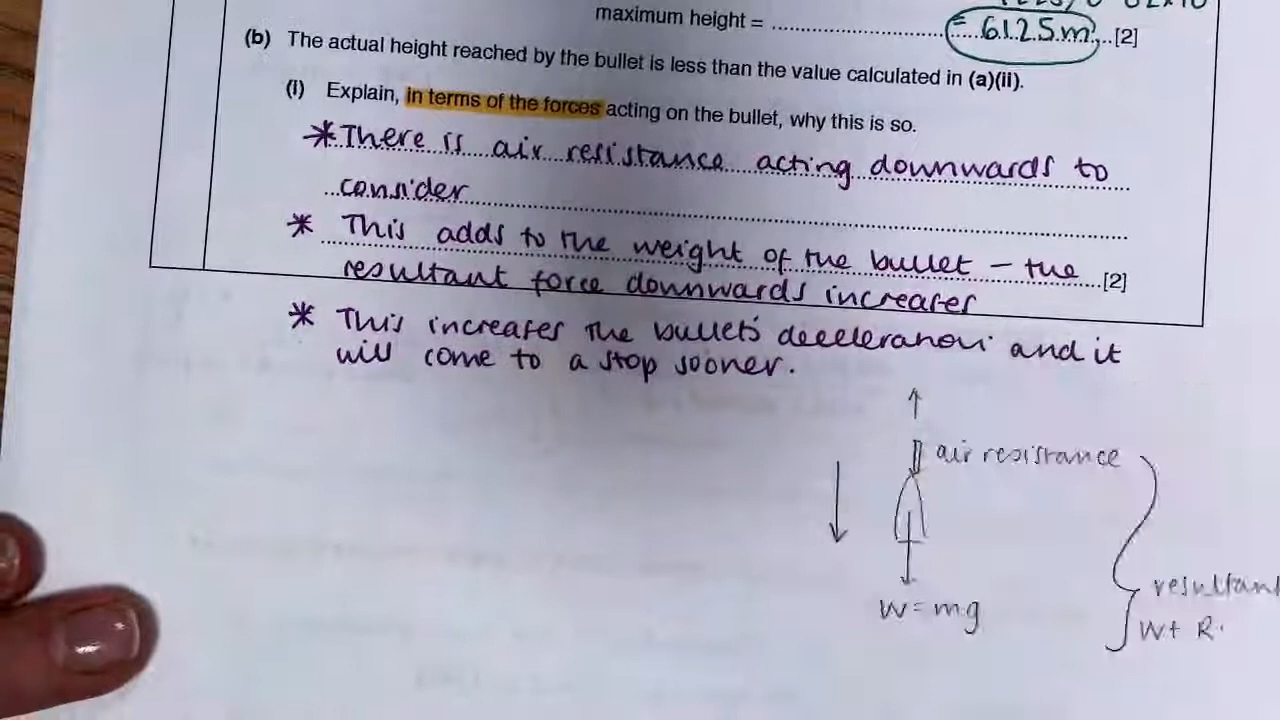 maximum height = ............ = 6125m [2]
(b) The actual height reached by the bullet is less than the value calculated in (a)(ii).
(i) Explain, in terms of the forces acting on the bullet, why this is so.
* There is air resistance acting downwards to
consider
* This adds to the weight of the bullet – the [2]
resultant force downwards increases
* This increases the bullet's deceleration and it
will come to a stop sooner.
air resistance
W = mg
resultant
W + R.